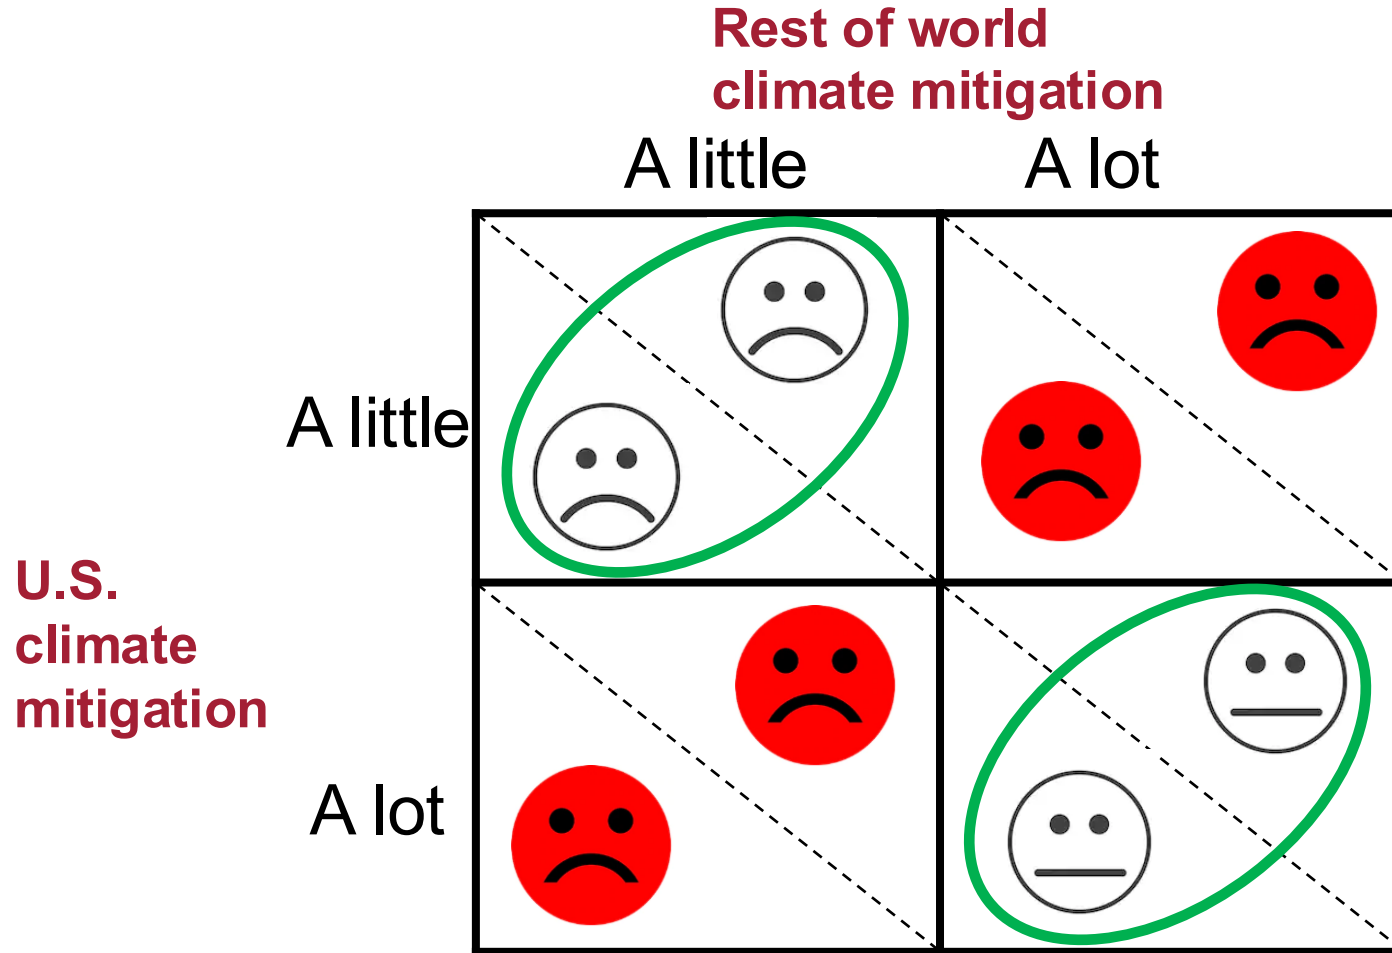 Rest of world
climate mitigation
A little
A lot
A little
U.S.
climate
mitigation
A lot